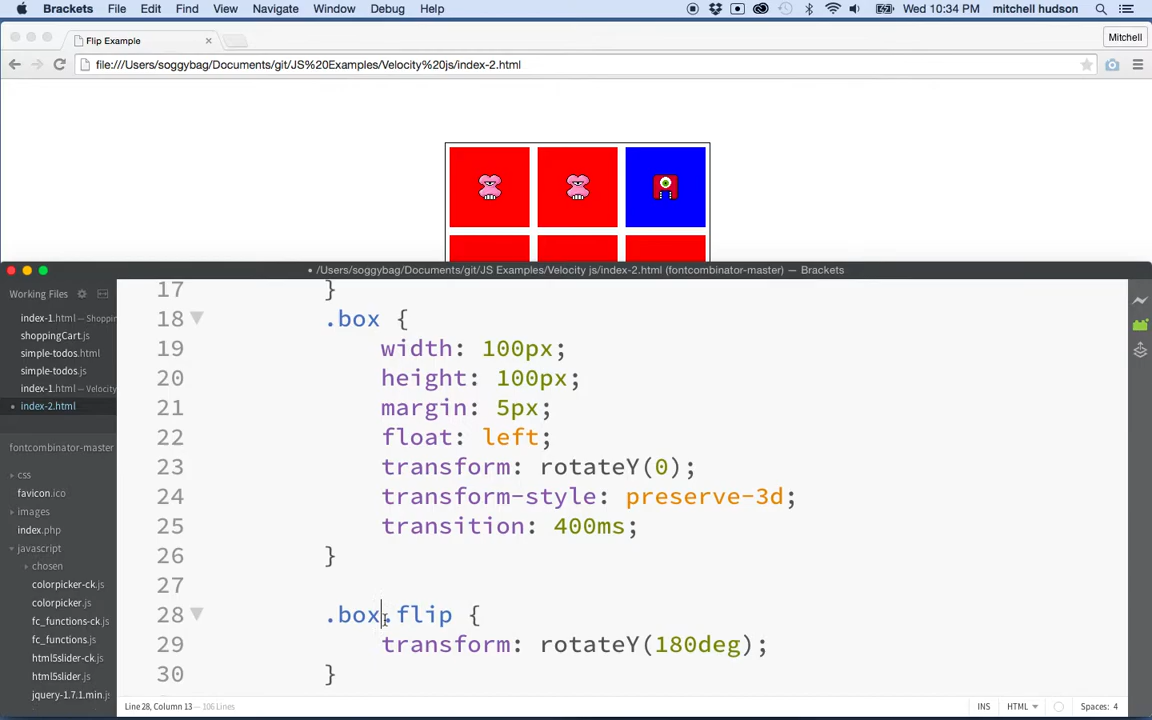 Brackets File Edit Find View Navigate Window Debug Help Wed 10:34 PM mitchell hudson
Flip Example
Mitchell
file:///Users/soggybag/Documents/git/JS%20Examples/Velocity%20js/index-2.html
• /Users/soggybag/Documents/git/JS Examples/Velocity js/index-2.html (fontcombinator-master) — Brackets
Working Files
index-1.html — Shoppin
shoppingCart.js
simple-todos.html
simple-todos.js
index-1.html — Velocity
• index-2.html
fontcombinator-master
css
favicon.ico
images
index.php
javascript
chosen
colorpicker-ck.js
colorpicker.js
fc_functions-ck.js
fc_functions.js
html5slider-ck.js
html5slider.js
jquery-1.7.1.min.js
17 }
18 .box {
19 width: 100px;
20 height: 100px;
21 margin: 5px;
22 float: left;
23 transform: rotateY(0);
24 transform-style: preserve-3d;
25 transition: 400ms;
26 }
27
28 .box.flip {
29 transform: rotateY(180deg);
30 }
Line 28, Column 13 — 106 Lines
INS HTML Spaces: 4